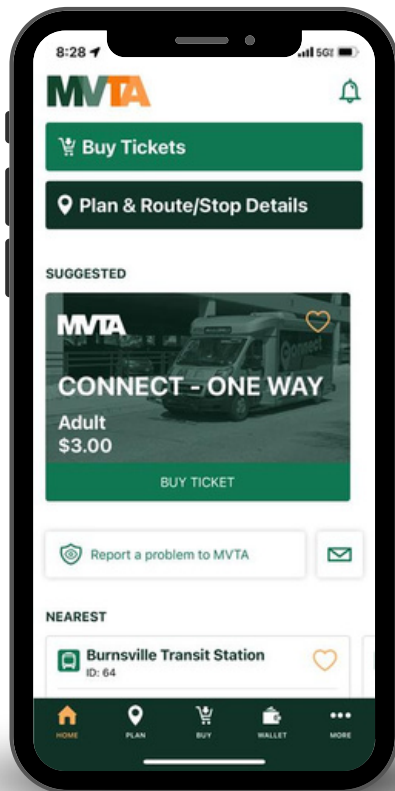 8:28
5G
MVTA
Buy Tickets
Plan & Route/Stop Details
SUGGESTED
MVTA
Connect
CONNECT - ONE WAY
Adult
$3.00
BUY TICKET
Report a problem to MVTA
NEAREST
Burnsville Transit Station
ID: 64
HOME PLAN BUY WALLET MORE